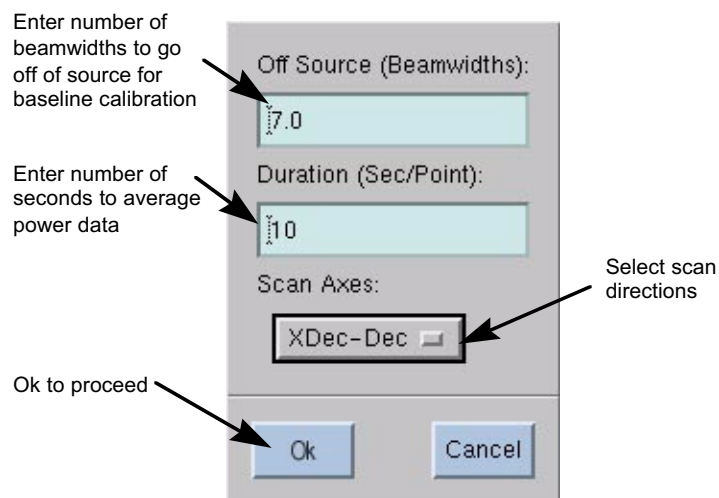 Enter number of
beamwidths to go
off of source for
baseline calibration
Off Source (Beamwidths):
7.0
Enter number of
seconds to average
power data
Duration (Sec/Point):
10
Scan Axes:
XDec-Dec
Select scan
directions
Ok to proceed
Ok
Cancel